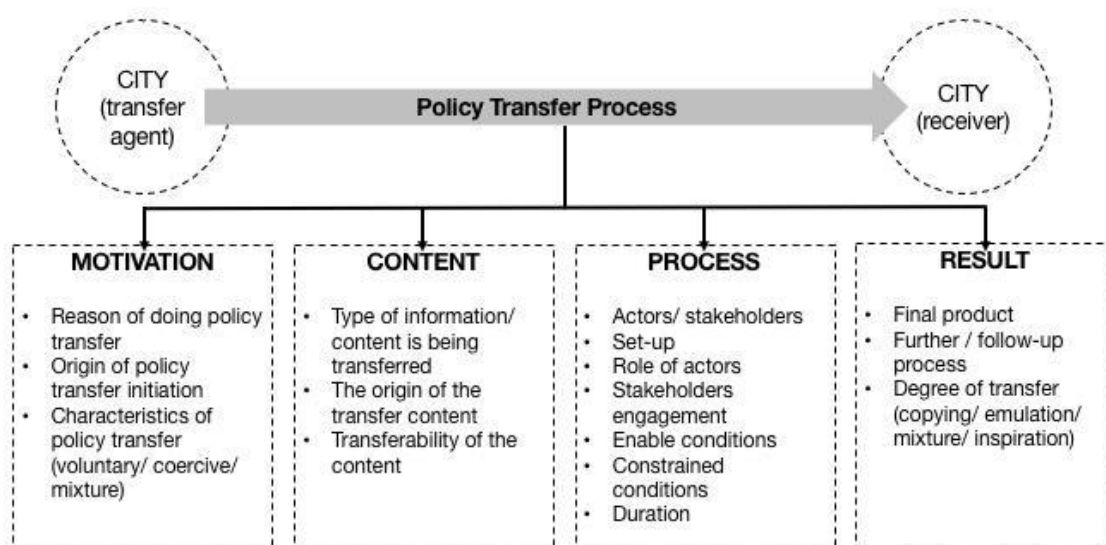 CITY
(transfer
agent)
Policy Transfer Process
CITY
(receiver)
MOTIVATION
• Reason of doing policy
transfer
• Origin of policy
transfer initiation
• Characteristics of
policy transfer
(voluntary/ coercive/
mixture)
CONTENT
• Type of information/
content is being
transferred
• The origin of the
transfer content
• Transferability of the
content
PROCESS
• Actors/ stakeholders
• Set-up
• Role of actors
• Stakeholders
engagement
• Enable conditions
• Constrained
conditions
• Duration
RESULT
• Final product
• Further / follow-up
process
• Degree of transfer
(copying/ emulation/
mixture/ inspiration)